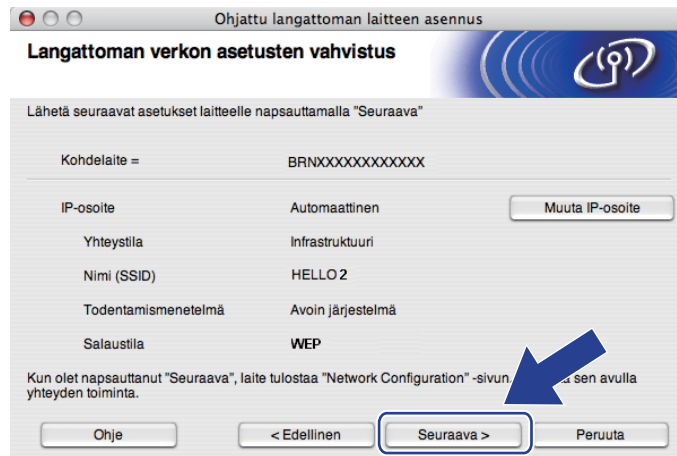 Ohjattu langattoman laitteen asennus
Langattoman verkon asetusten vahvistus
Lähetä seuraavat asetukset laitteelle napsauttamalla "Seuraava"
Kohdelaite = BRNXXXXXXXXXXXX
IP-osoite Automaattinen Muuta IP-osoite
Yhteystila Infrastruktuuri
Nimi (SSID) HELLO 2
Todentamismenetelmä Avoin järjestelmä
Salaustila WEP
Kun olet napsauttanut "Seuraava", laite tulostaa "Network Configuration" -sivun. sen avulla
yhteyden toiminta.
Ohje < Edellinen Seuraava > Peruuta